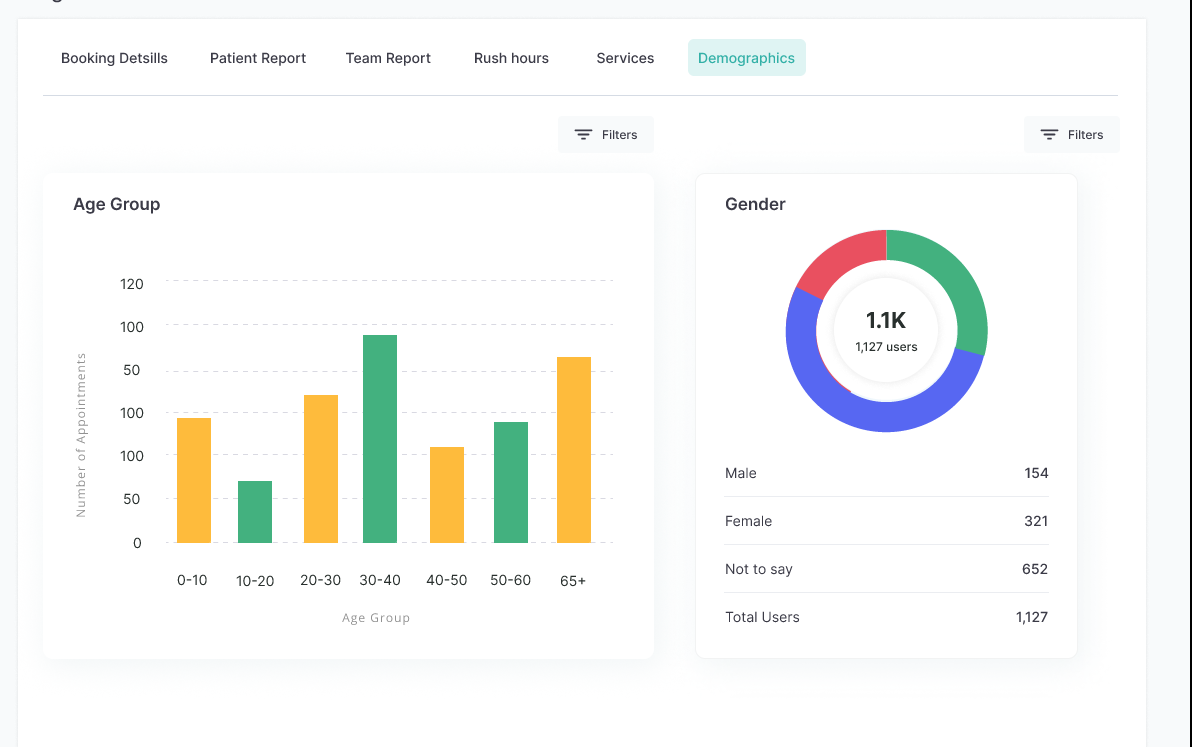 Booking Detsills Patient Report Team Report Rush hours Services Demographics
Filters
Filters
Age Group
120
100
50
100
100
50
0
Number of Appointments
0-10 10-20 20-30 30-40 40-50 50-60 65+
Age Group
Gender
1.1K
1,127 users
Male 154
Female 321
Not to say 652
Total Users 1,127